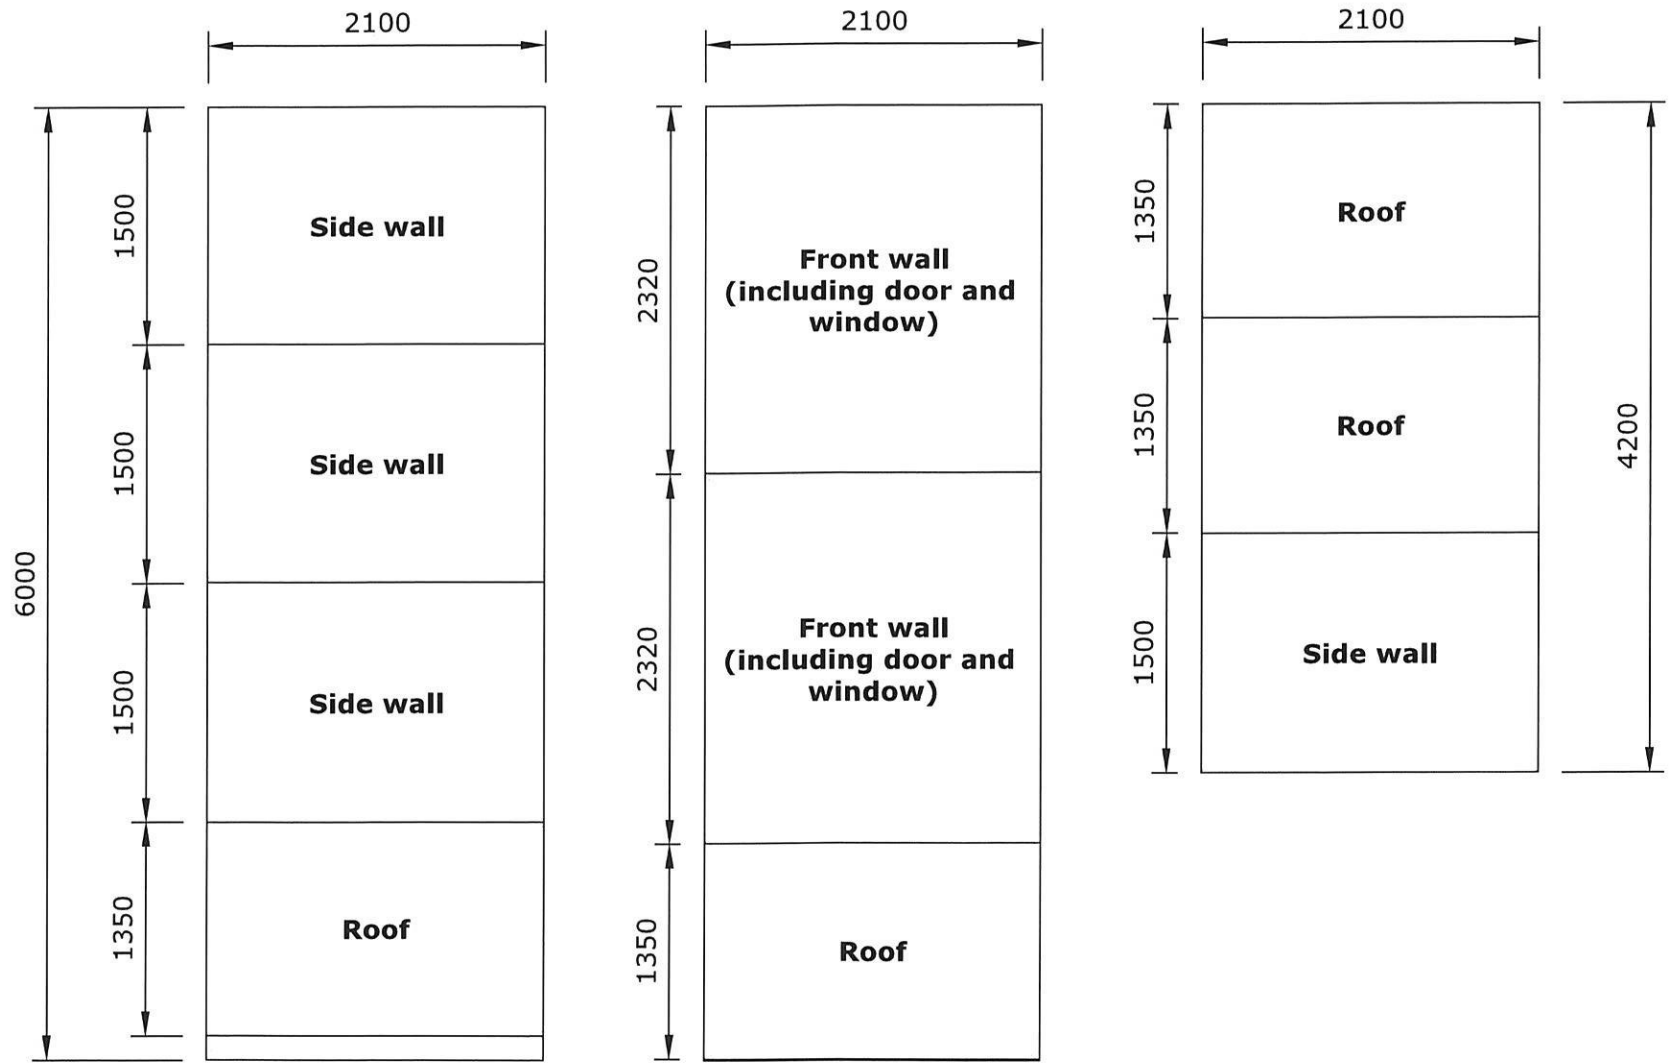 2100
2100
2100
6000
1500
Side wall
1500
Side wall
1500
Side wall
1350
Roof
2320
Front wall
(including door and
window)
2320
Front wall
(including door and
window)
1350
Roof
1350
Roof
1350
Roof
1500
Side wall
4200